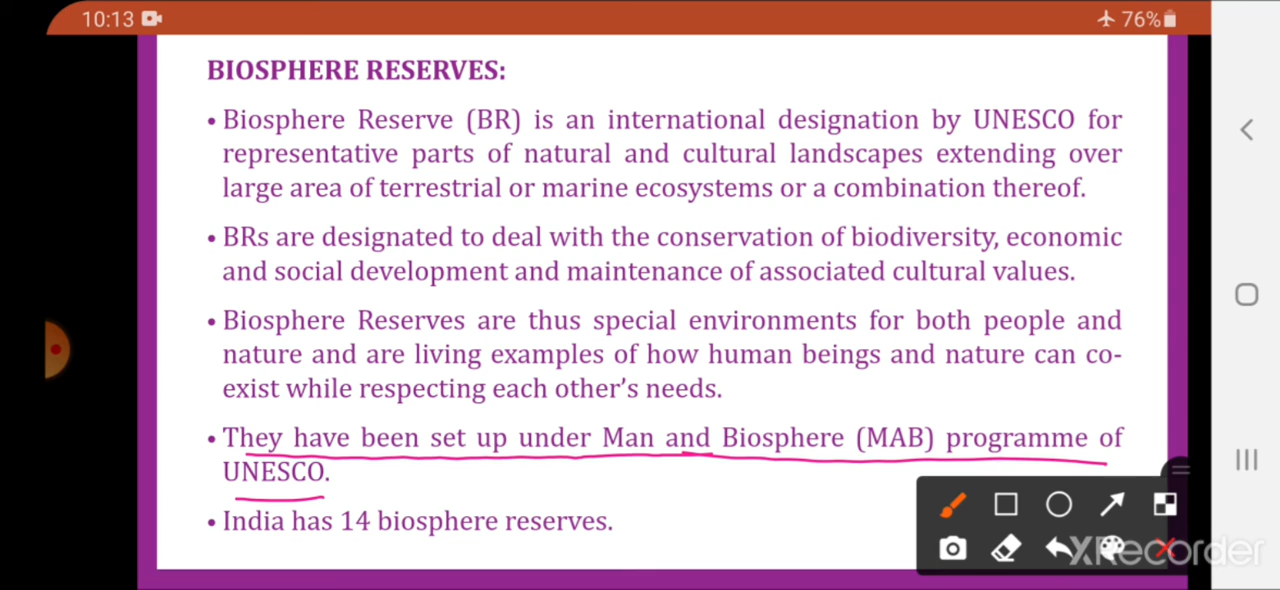 10:13
76%
BIOSPHERE RESERVES:
• Biosphere Reserve (BR) is an international designation by UNESCO for
representative parts of natural and cultural landscapes extending over
large area of terrestrial or marine ecosystems or a combination thereof.
• BRs are designated to deal with the conservation of biodiversity, economic
and social development and maintenance of associated cultural values.
• Biosphere Reserves are thus special environments for both people and
nature and are living examples of how human beings and nature can co-
exist while respecting each other's needs.
• They have been set up under Man and Biosphere (MAB) programme of
UNESCO.
• India has 14 biosphere reserves.
XRecorder